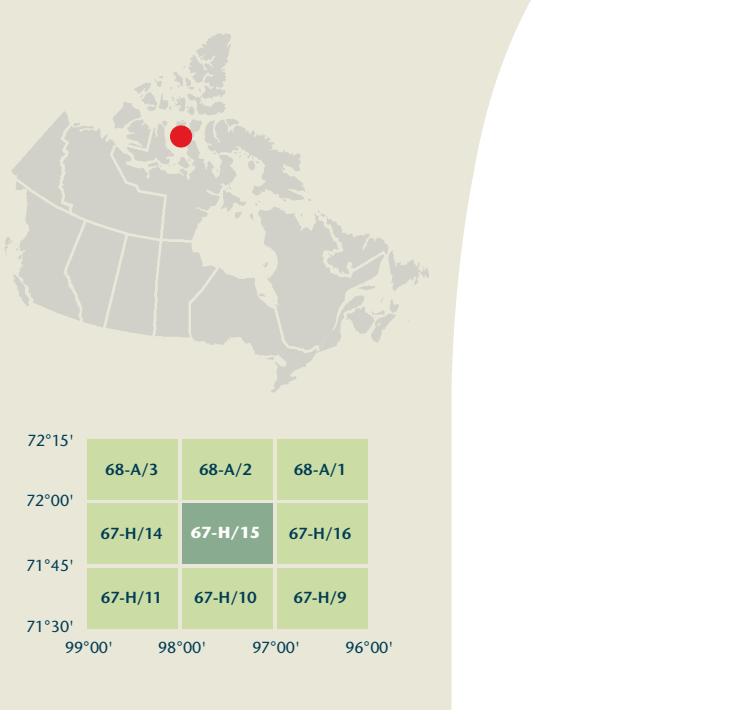 72°15'
68-A/3 68-A/2 68-A/1
72°00'
67-H/14 67-H/15 67-H/16
71°45'
67-H/11 67-H/10 67-H/9
71°30'
99°00' 98°00' 97°00' 96°00'